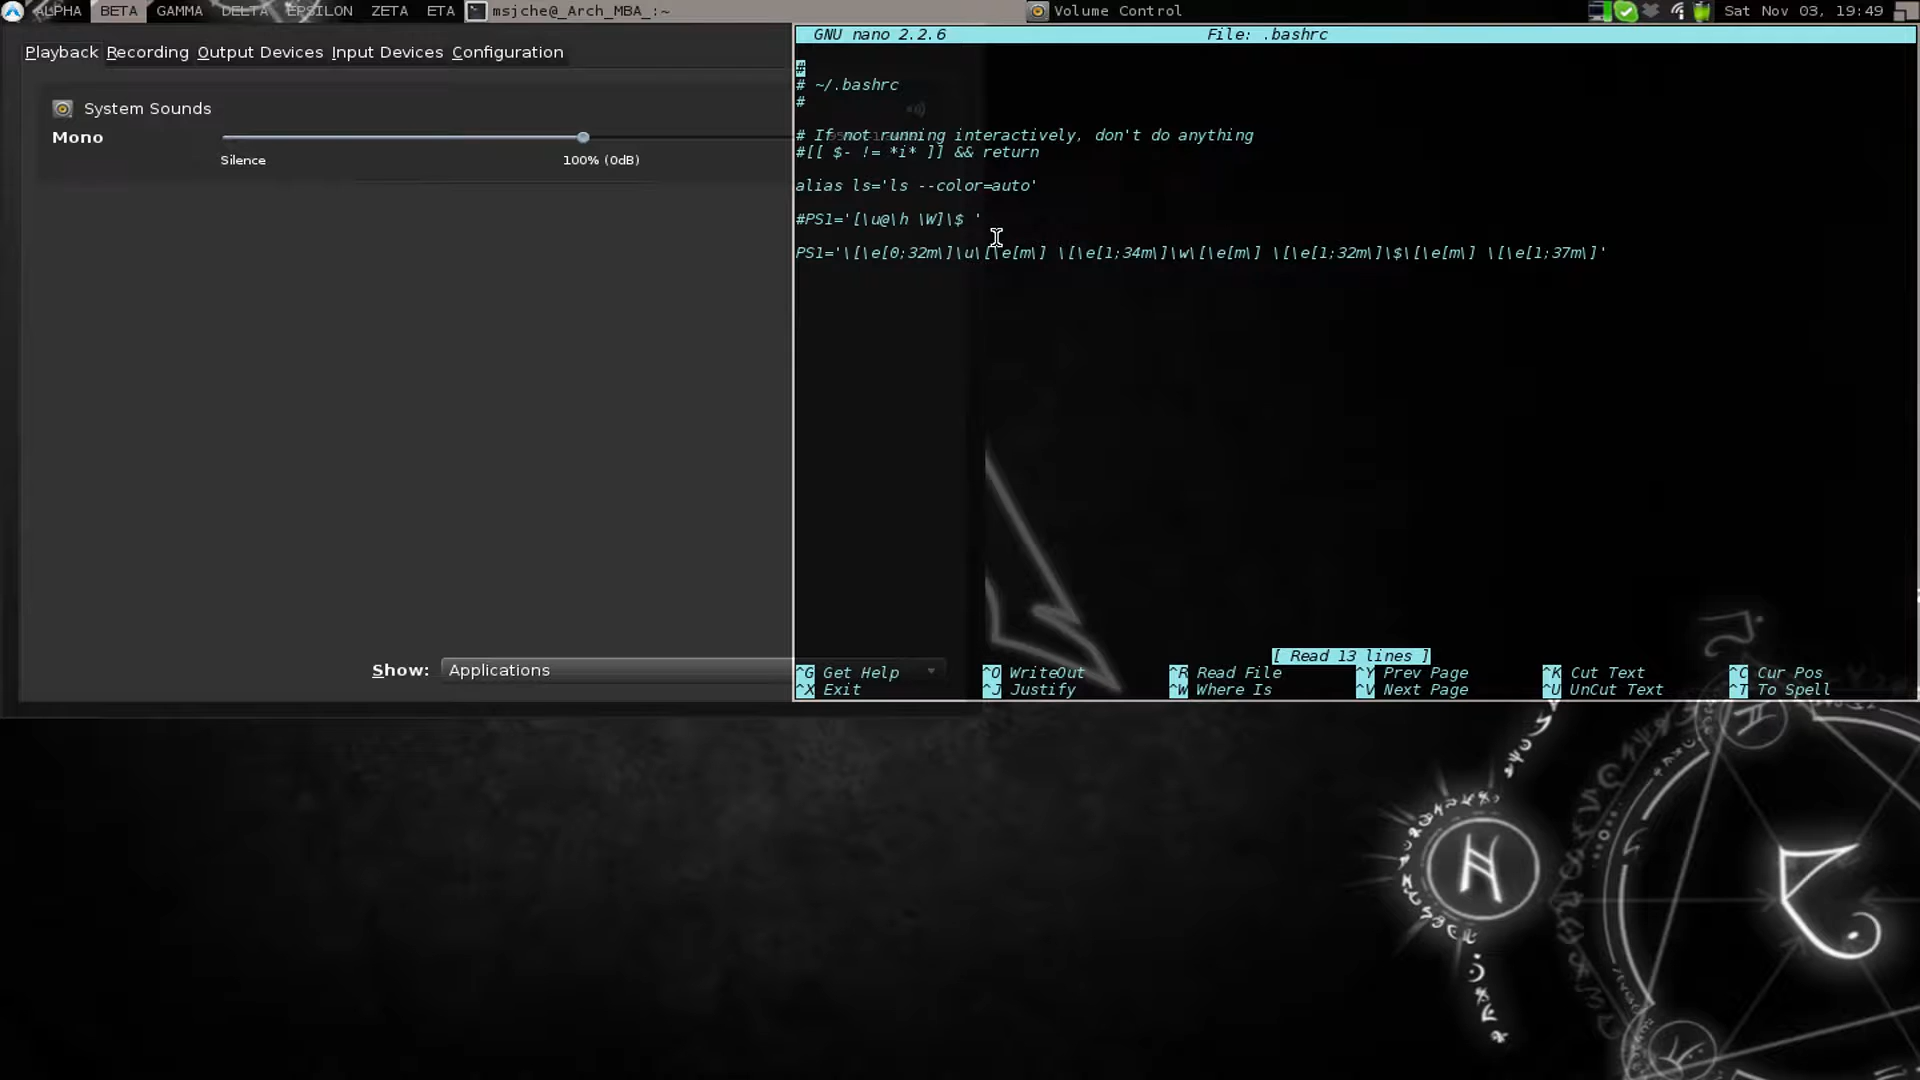 ALPHA BETA GAMMA DELTA EPSILON ZETA ETA msjche@_Arch_MBA_:~ Volume Control Sat Nov 03, 19:49
Playback Recording Output Devices Input Devices Configuration
System Sounds
Mono
Silence 100% (0dB)
Show: Applications
GNU nano 2.2.6 File: .bashrc
#
# ~/.bashrc
#
# If not running interactively, don't do anything
#[[ $- != *i* ]] && return
alias ls='ls --color=auto'
#PS1='[\u@\h \W]\$ '
PS1='\[\e[0;32m\]\u\[\e[m\] \[\e[1;34m\]\w\[\e[m\] \[\e[1;32m\]\$\[\e[m\] \[\e[1;37m\]'
[ Read 13 lines ]
^G Get Help ^O WriteOut ^R Read File ^Y Prev Page ^K Cut Text ^C Cur Pos
^X Exit ^J Justify ^W Where Is ^V Next Page ^U UnCut Text ^T To Spell